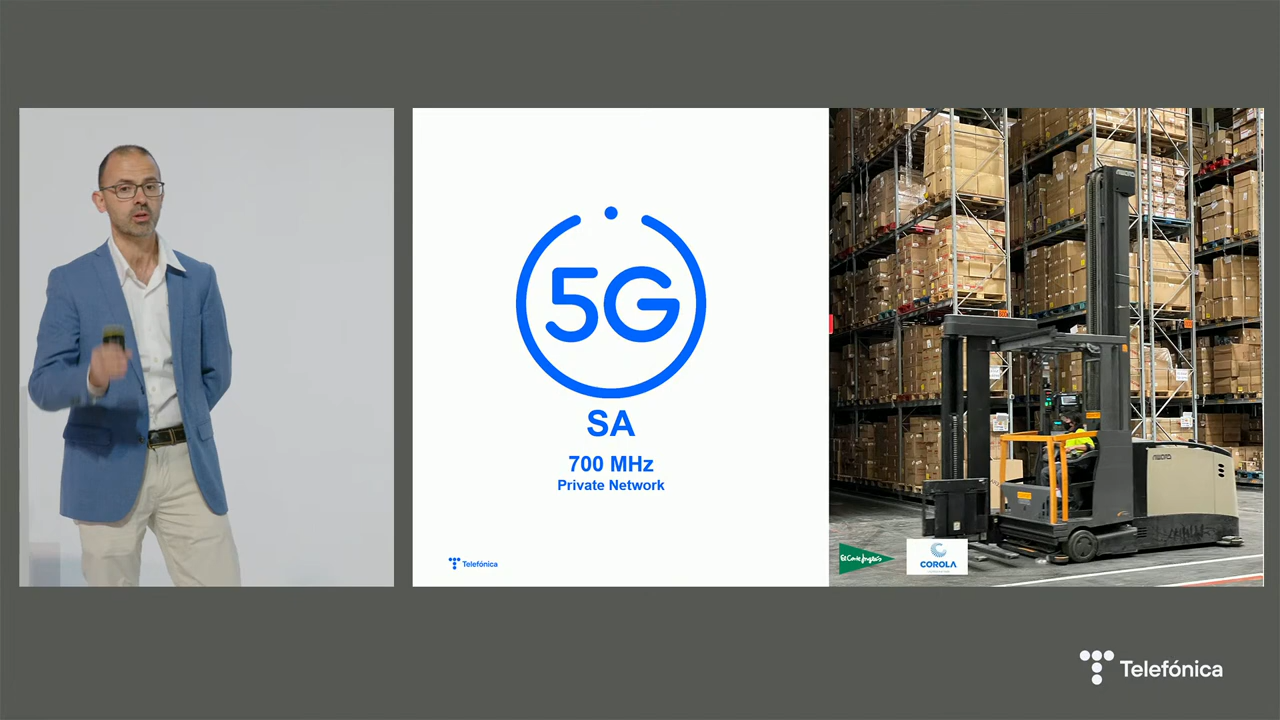 5G
SA
700 MHz
Private Network
Telefónica
El Corte Inglés
COROLA
Telefónica